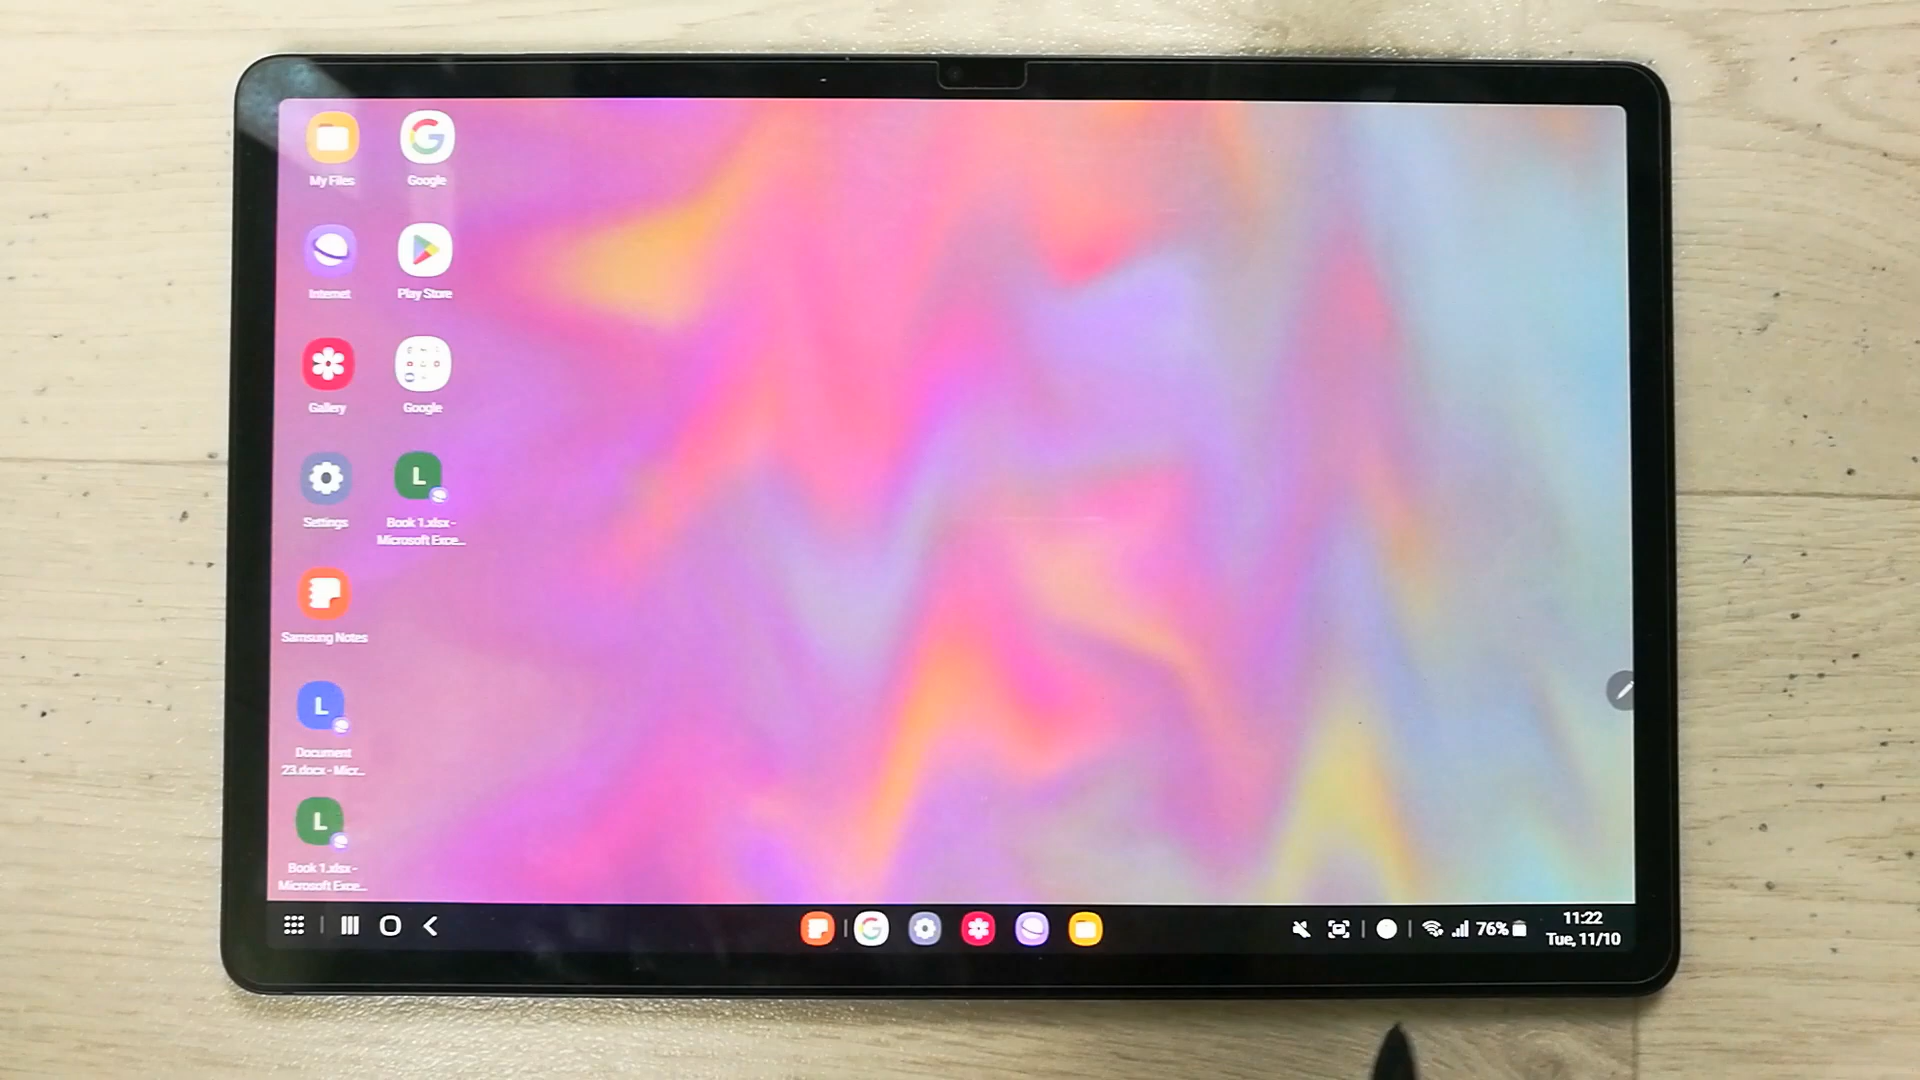 My Files
Google
Internet
Play Store
Gallery
Google
Settings
L
Book 1.xlsx -
Microsoft Exce...
Samsung Notes
L
Document
23.docx - Micr...
L
Book 1.xlsx -
Microsoft Exce...
76%
11:22
Tue, 11/10